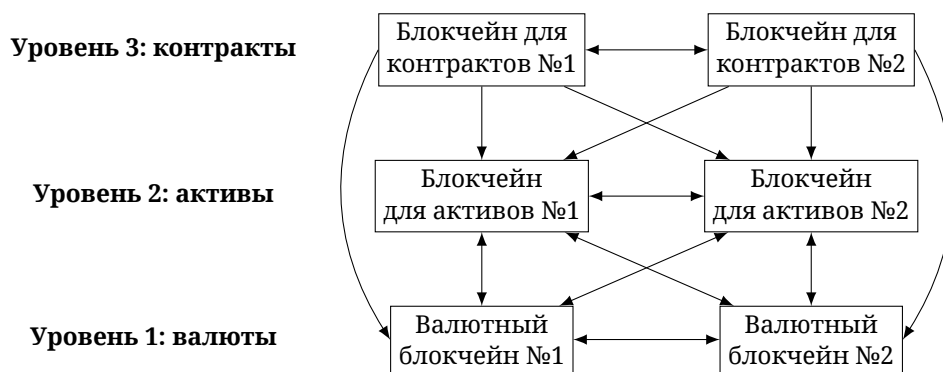 Уровень 3: контракты
Блокчейн для
контрактов №1
Блокчейн для
контрактов №2
Уровень 2: активы
Блокчейн
для активов №1
Блокчейн
для активов №2
Уровень 1: валюты
Валютный
блокчейн №1
Валютный
блокчейн №2